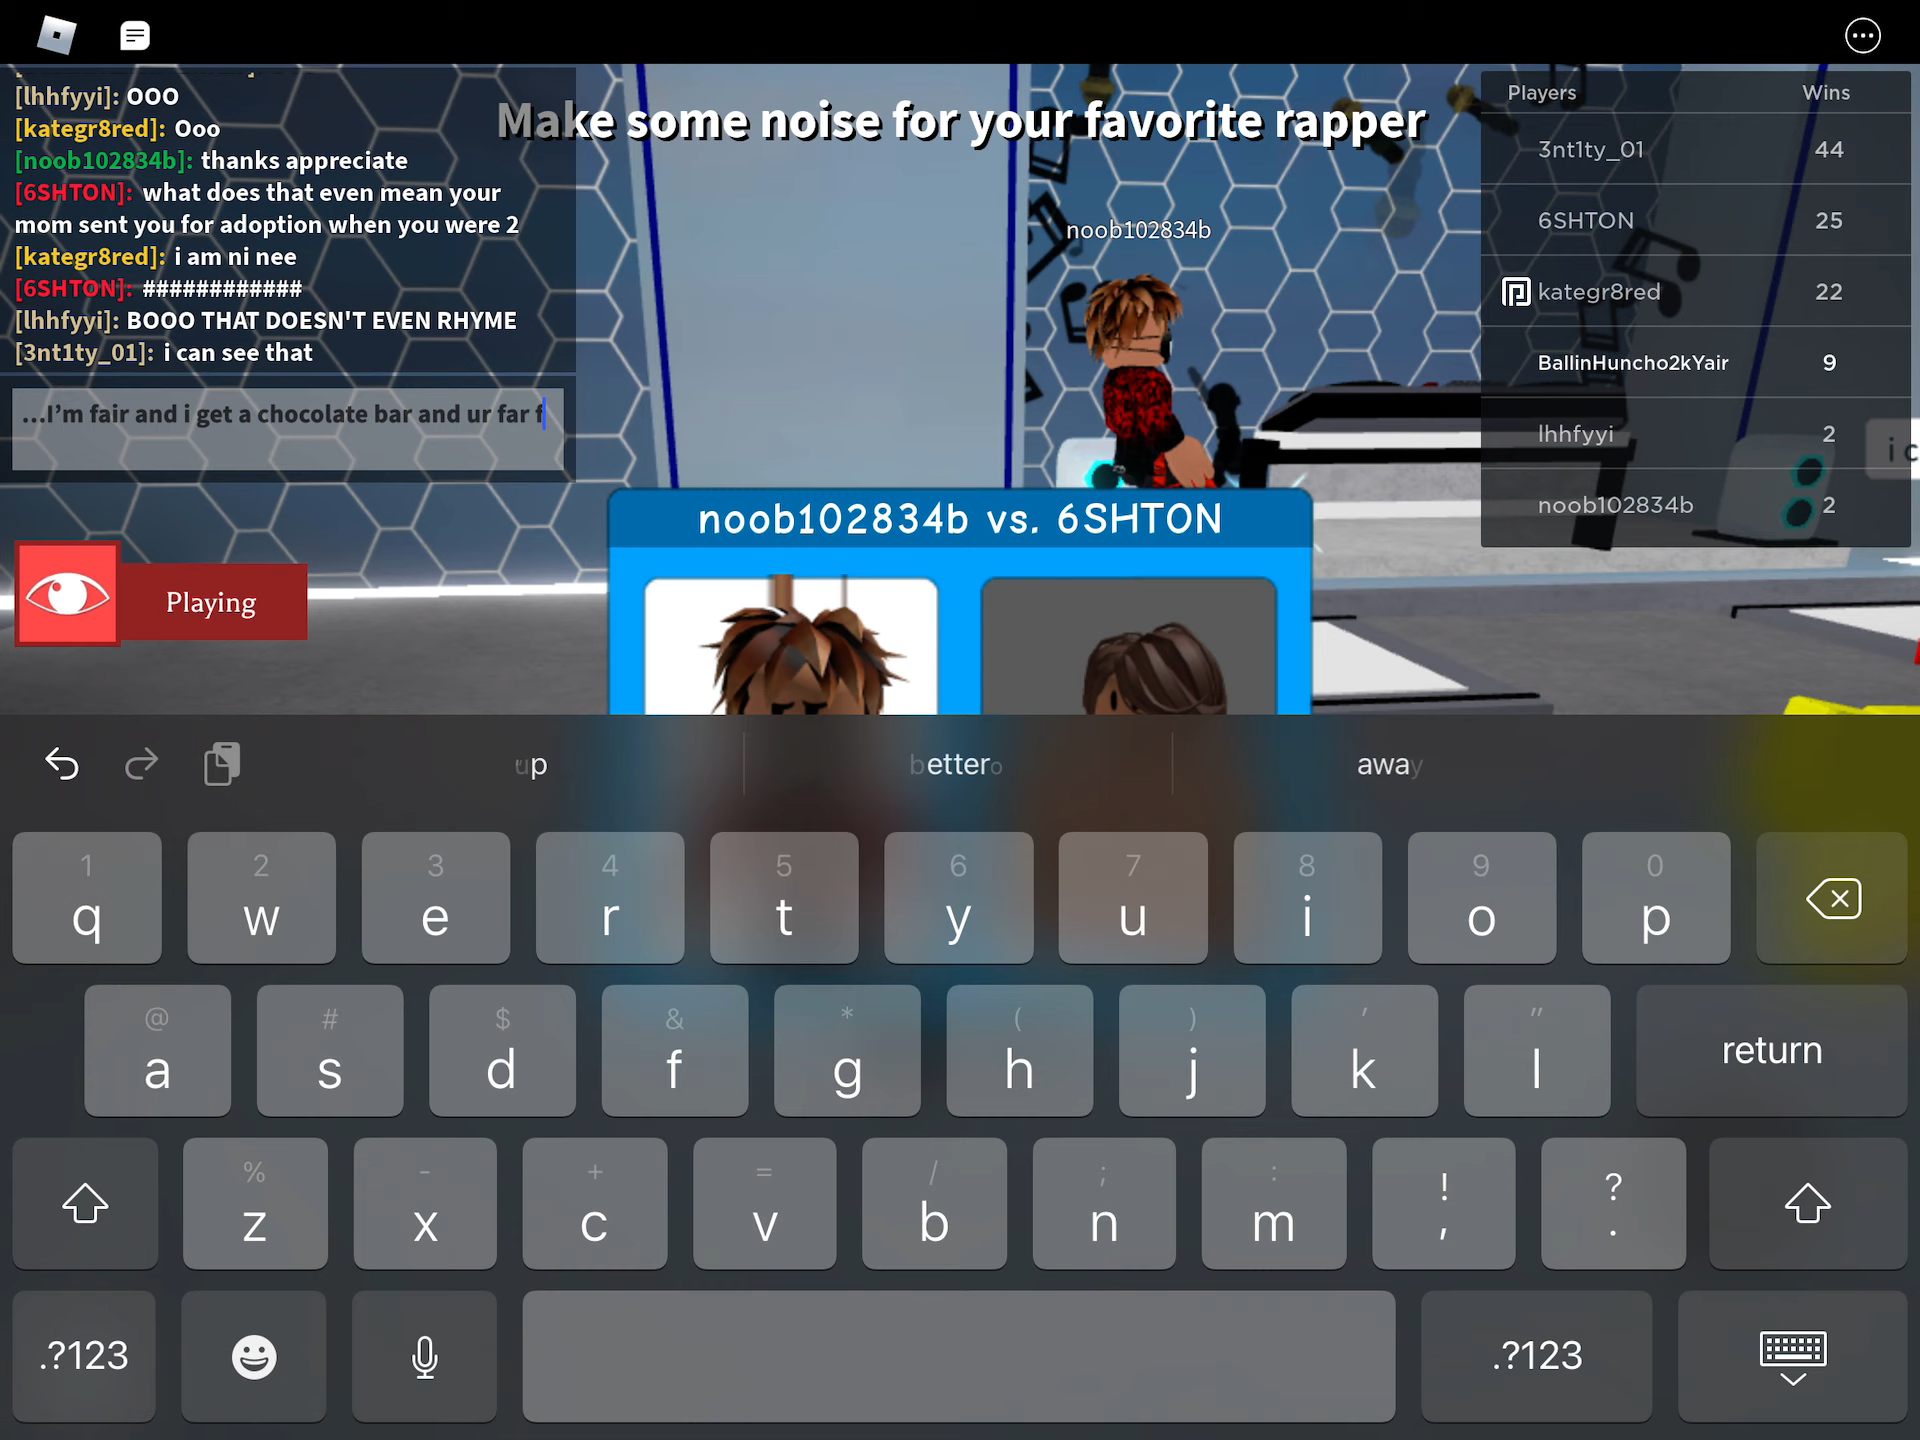 [lhhfyyi]: OOO
[kategr8red]: Ooo
[noob102834b]: thanks appreciate
[6SHTON]: what does that even mean your
mom sent you for adoption when you were 2
[kategr8red]: i am ni nee
[6SHTON]: ############
[lhhfyyi]: BOOO THAT DOESN'T EVEN RHYME
[3nt1ty_01]: i can see that
...I'm fair and i get a chocolate bar and ur far f
Make some noise for your favorite rapper
noob102834b
Players Wins
3nt1ty_01 44
6SHTON 25
kategr8red 22
BallinHuncho2kYair 9
lhhfyyi 2
noob102834b 2
i c
Playing
noob102834b vs. 6SHTON
up better away
1 2 3 4 5 6 7 8 9 0
q w e r t y u i o p
@ # $ & * ( ) ' "
a s d f g h j k l return
% - + = / ; : ! ?
z x c v b n m , .
.?123 .?123